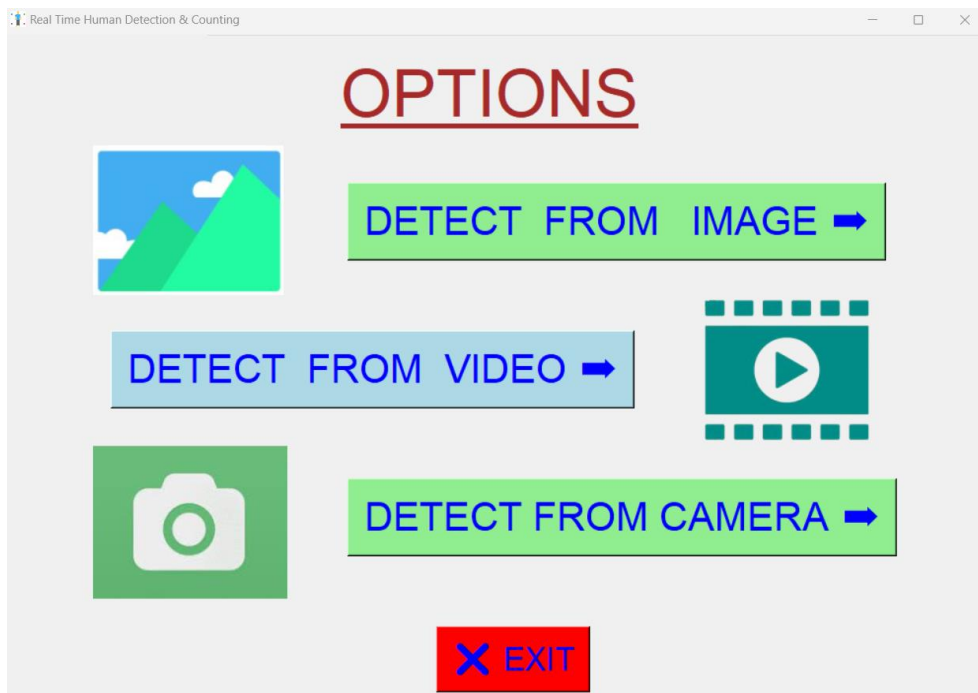 Real Time Human Detection & Counting
OPTIONS
DETECT FROM IMAGE ➡
DETECT FROM VIDEO ➡
DETECT FROM CAMERA ➡
❌ EXIT